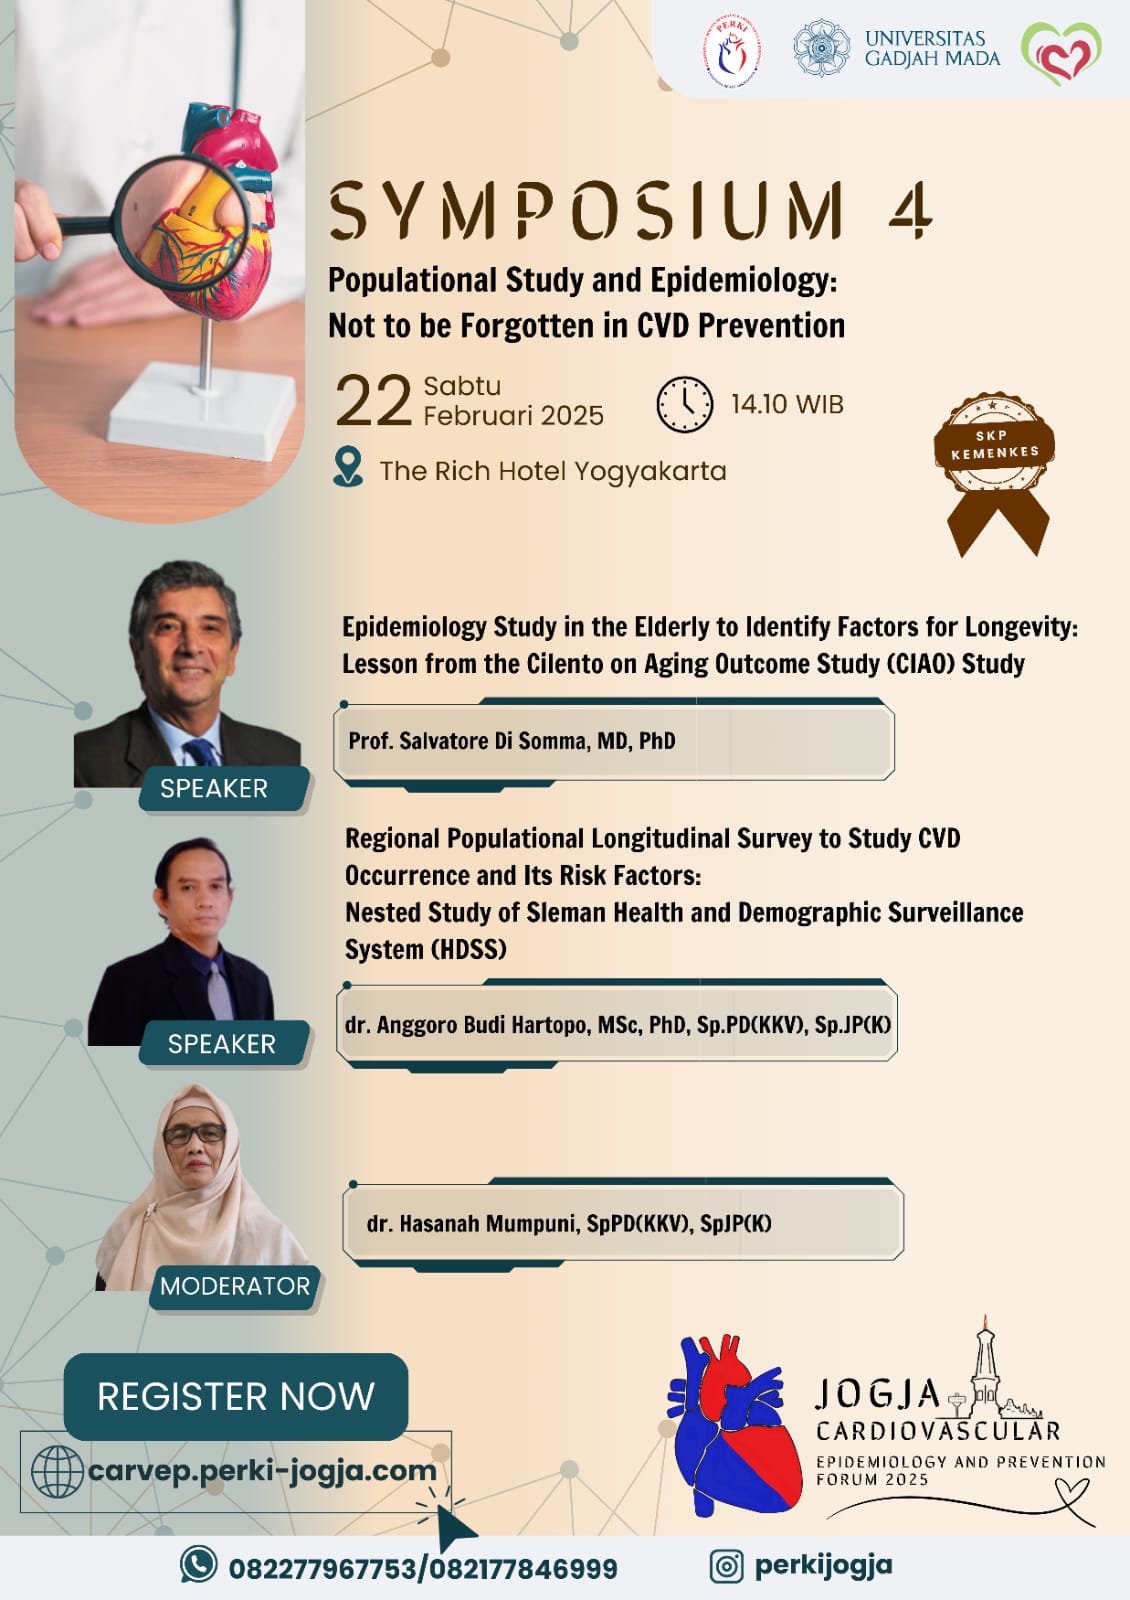 PERKI
UNIVERSITAS
GADJAH MADA
SYMPOSIUM 4
Populational Study and Epidemiology:
Not to be Forgotten in CVD Prevention
22 Sabtu
Februari 2025
14.10 WIB
The Rich Hotel Yogyakarta
SKP
KEMENKES
Epidemiology Study in the Elderly to Identify Factors for Longevity:
Lesson from the Cilento on Aging Outcome Study (CIAO) Study
Prof. Salvatore Di Somma, MD, PhD
SPEAKER
Regional Populational Longitudinal Survey to Study CVD
Occurrence and Its Risk Factors:
Nested Study of Sleman Health and Demographic Surveillance
System (HDSS)
dr. Anggoro Budi Hartopo, MSc, PhD, Sp.PD(KKV), Sp.JP(K)
SPEAKER
dr. Hasanah Mumpuni, SpPD(KKV), SpJP(K)
MODERATOR
REGISTER NOW
carvep.perki-jogja.com
JOGJA
CARDIOVASCULAR
EPIDEMIOLOGY AND PREVENTION
FORUM 2025
082277967753/082177846999
perkijogja